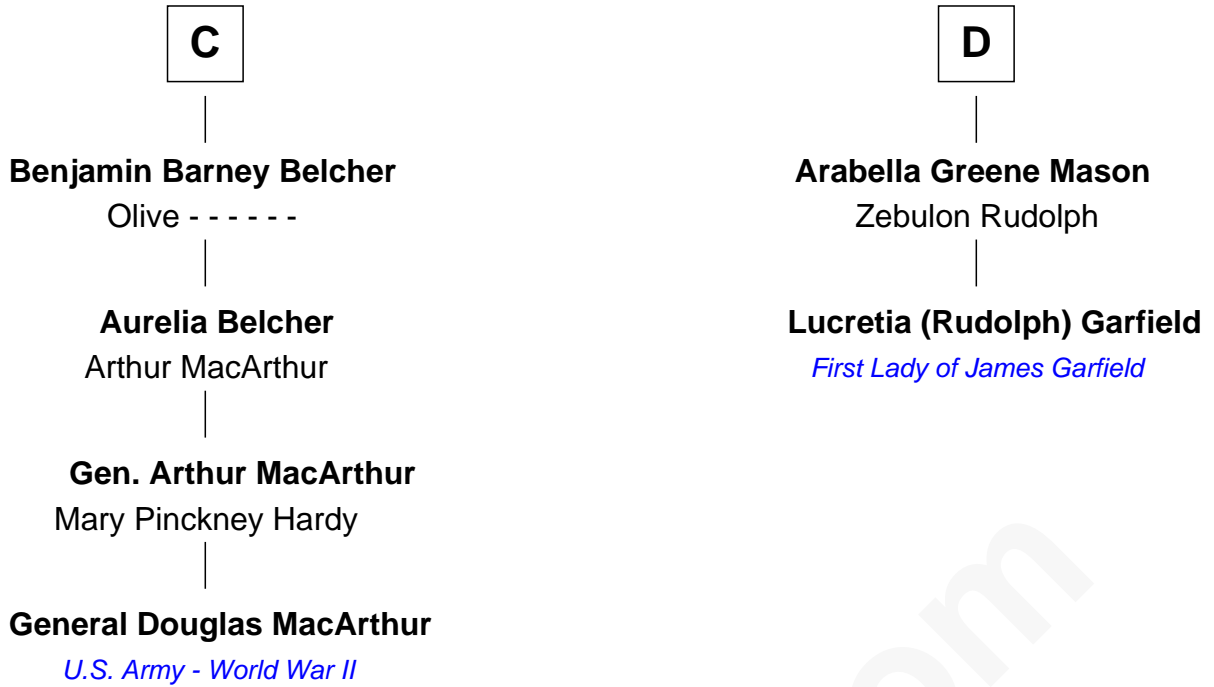 C
Benjamin Barney Belcher
Olive - - - - - -
Aurelia Belcher
Arthur MacArthur
Gen. Arthur MacArthur
Mary Pinckney Hardy
General Douglas MacArthur
U.S. Army - World War II
D
Arabella Greene Mason
Zebulon Rudolph
Lucretia (Rudolph) Garfield
First Lady of James Garfield
om